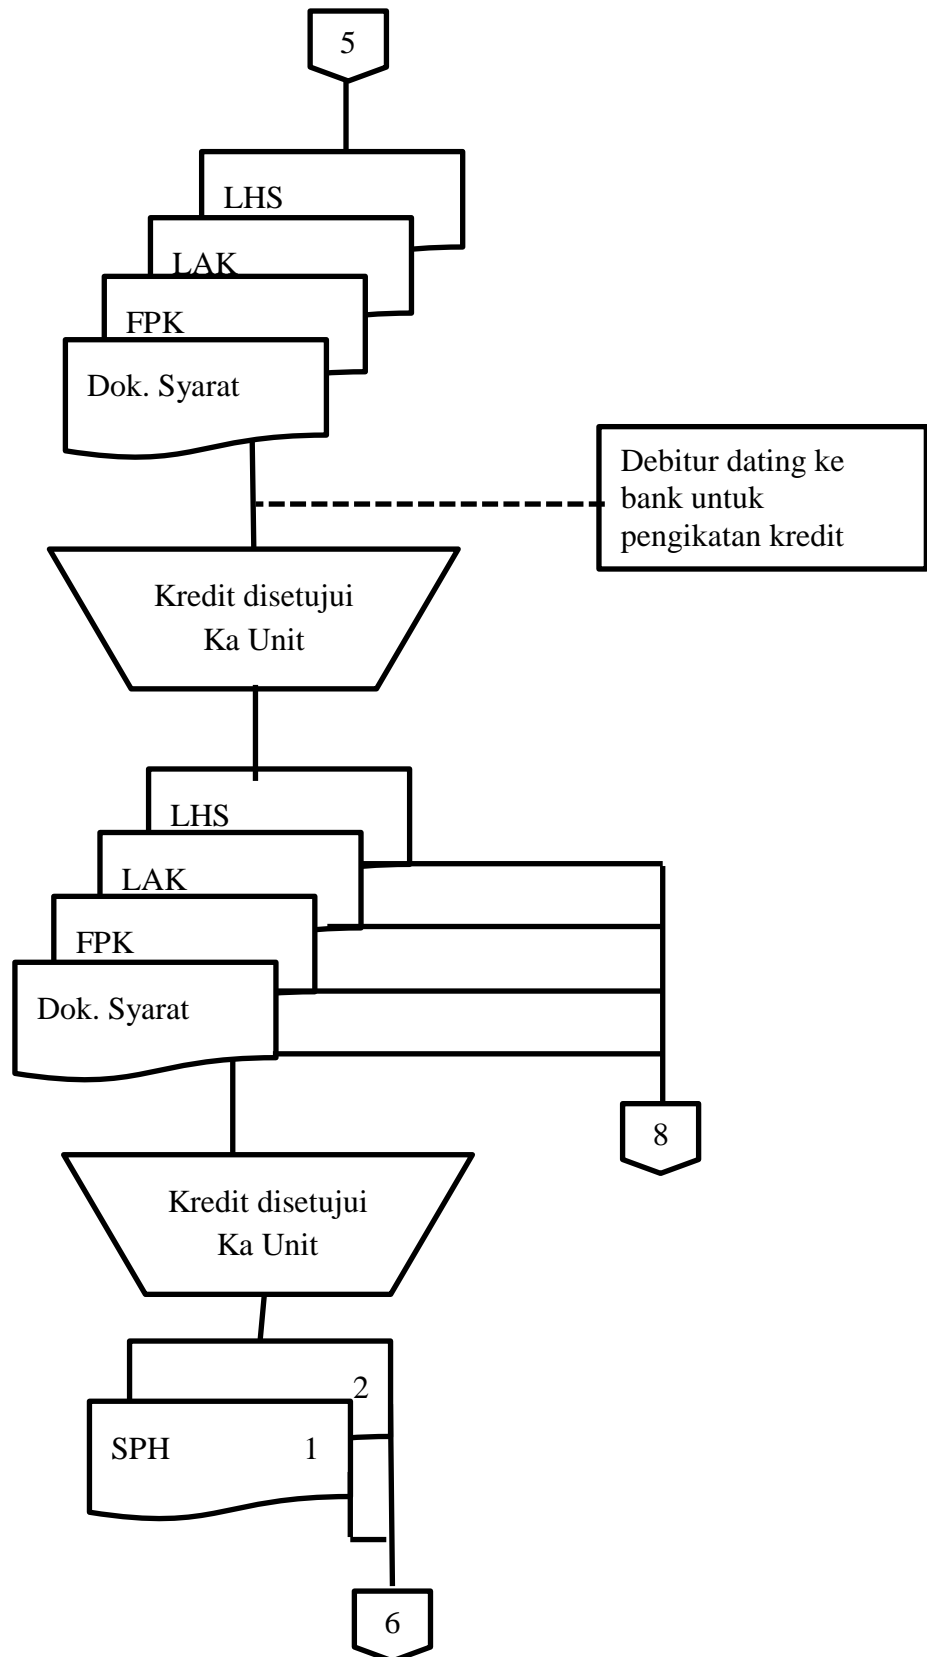 5
LHS
LAK
FPK
Dok. Syarat
Debitur dating ke
bank untuk
pengikatan kredit
Kredit disetujui
Ka Unit
LHS
LAK
FPK
Dok. Syarat
8
Kredit disetujui
Ka Unit
2
SPH 1
6